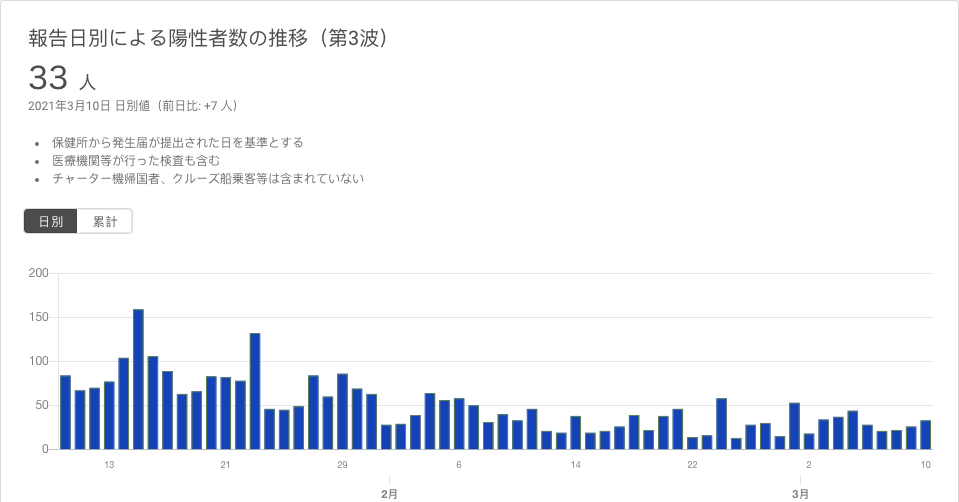 報告日別による陽性者数の推移（第3波）
33 人
2021年3月10日 日別値（前日比: +7 人）
保健所から発生届が提出された日を基準とする
医療機関等が行った検査も含む
チャーター機帰国者、クルーズ船乗客等は含まれていない
日別 累計
200
150
100
50
0
13 21 29 6 14 22 2 10
2月 3月